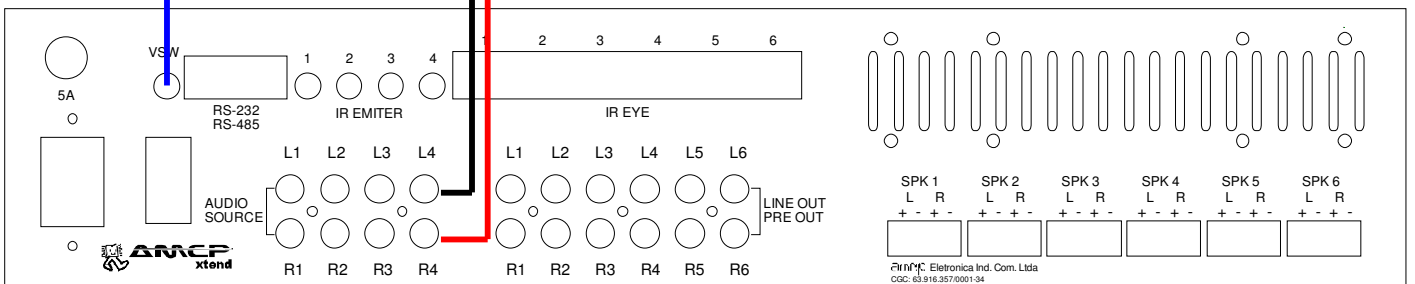 VSW
1 2 3 4
1 2 3 4 5 6
5A
RS-232
RS-485
IR EMITER
IR EYE
L1 L2 L3 L4
L1 L2 L3 L4 L5 L6
AUDIO
SOURCE
LINE OUT
PRE OUT
R1 R2 R3 R4
R1 R2 R3 R4 R5 R6
AMCP
xtend
SPK 1 SPK 2 SPK 3 SPK 4 SPK 5 SPK 6
L R L R L R L R L R L R
+ - + - + - + - + - + - + - + - + - + - + - + -
amcp Eletronica Ind. Com. Ltda
CGC: 63.916.357/0001-34